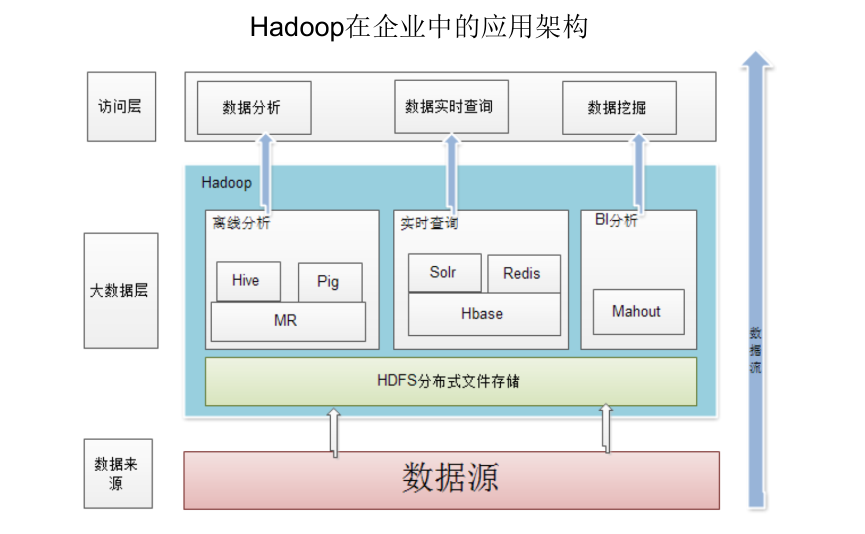 Hadoop在企业中的应用架构
访问层
数据分析
数据实时查询
数据挖掘
Hadoop
离线分析
实时查询
BI分析
大数据层
Hive
Pig
MR
Solr
Redis
Hbase
Mahout
HDFS分布式文件存储
数据来
源
数据源
数
据
流